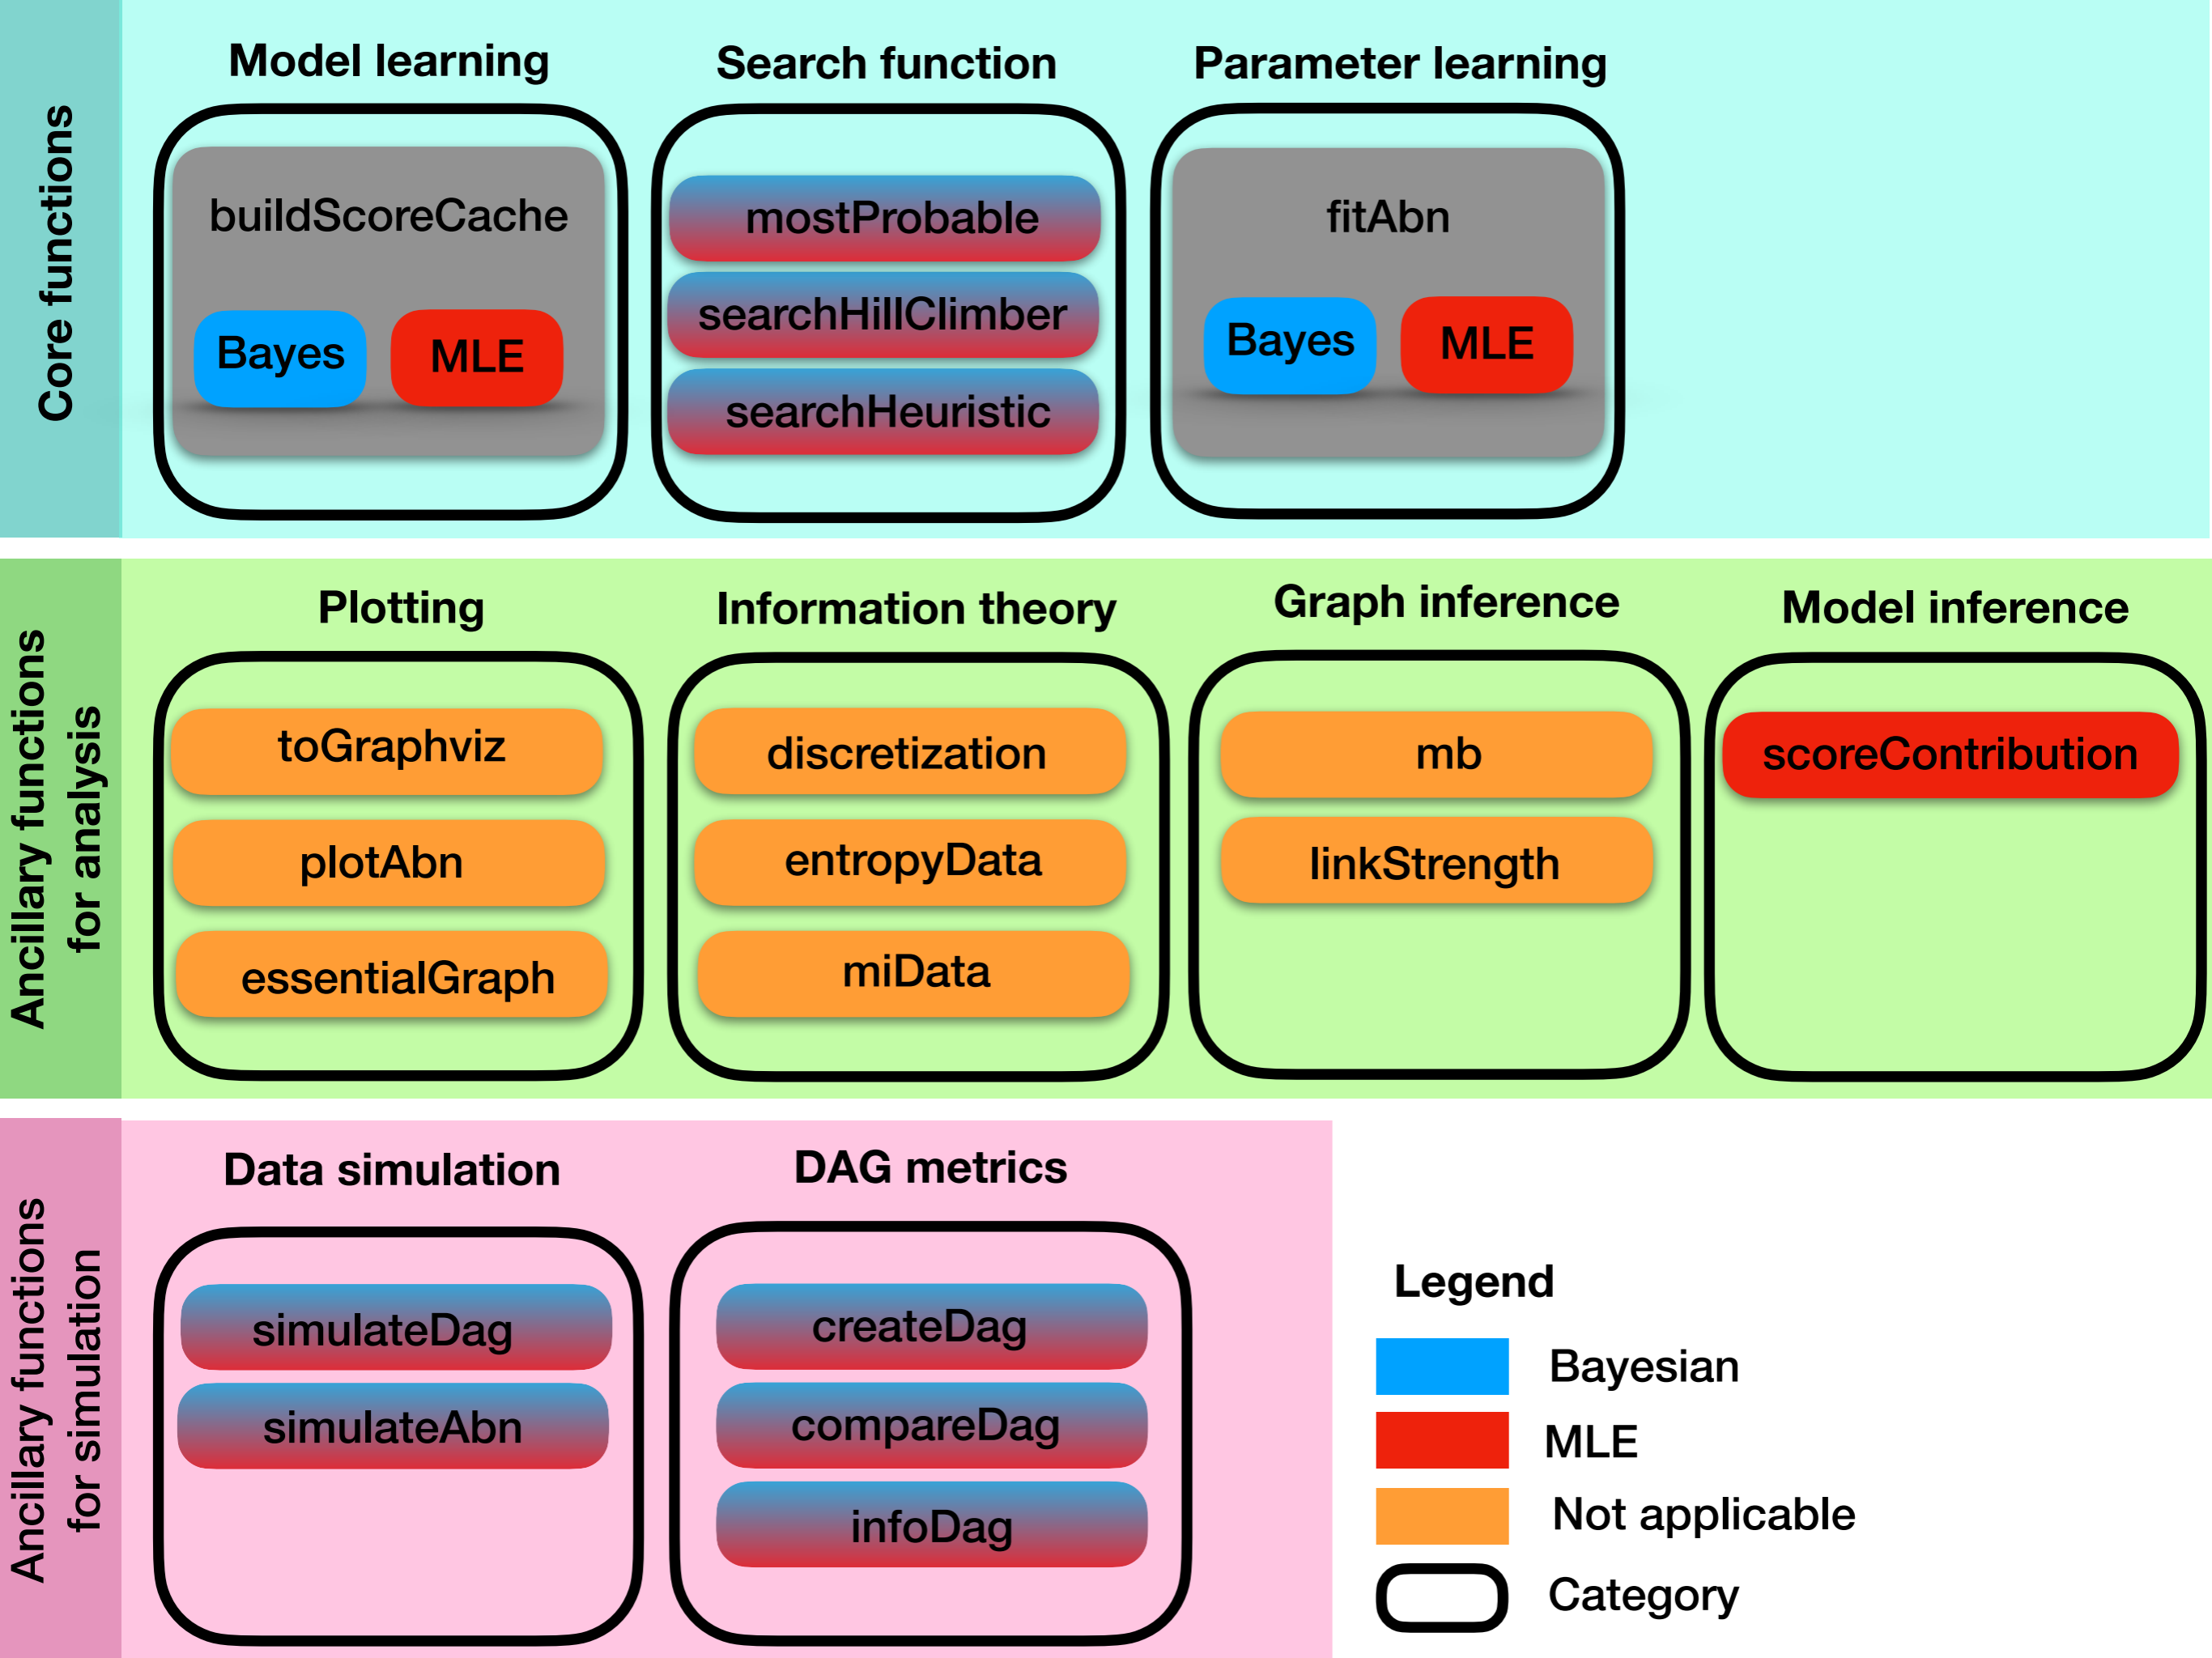 Core functions
Model learning
buildScoreCache
Bayes
MLE
Search function
mostProbable
searchHillClimber
searchHeuristic
Parameter learning
fitAbn
Bayes
MLE
Ancillary functions
for analysis
Plotting
toGraphviz
plotAbn
essentialGraph
Information theory
discretization
entropyData
miData
Graph inference
mb
linkStrength
Model inference
scoreContribution
Ancillary functions
for simulation
Data simulation
simulateDag
simulateAbn
DAG metrics
createDag
compareDag
infoDag
Legend
Bayesian
MLE
Not applicable
Category